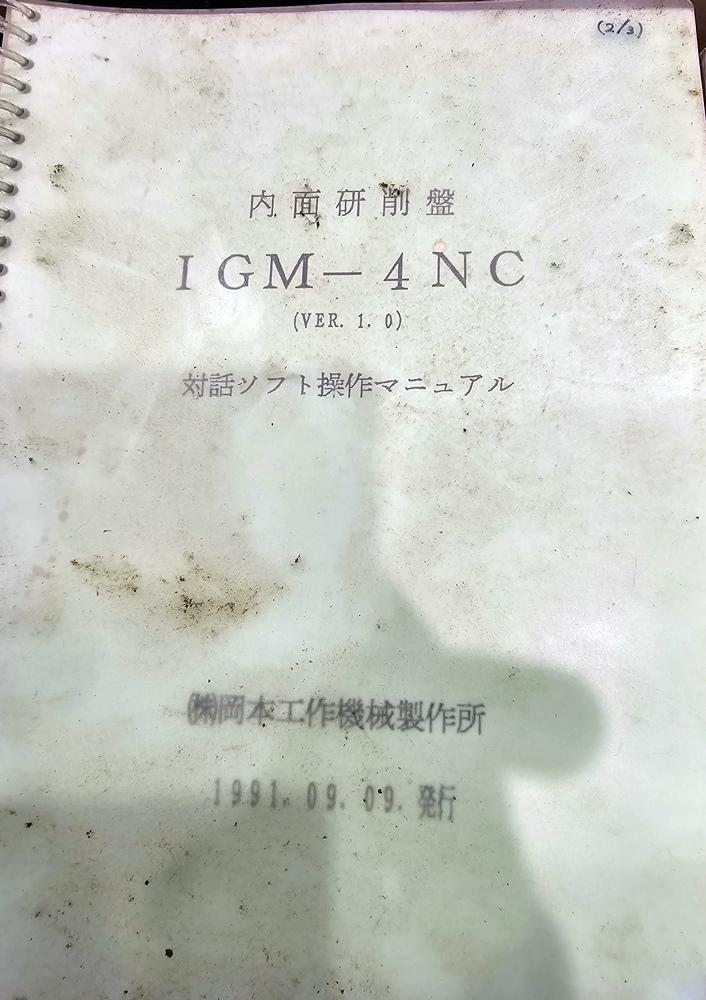 (2/3)
内面研削盤
IGM－4NC
(VER. 1. 0)
対話ソフト操作マニュアル
㈱岡本工作機械製作所
1991. 09. 09. 発行